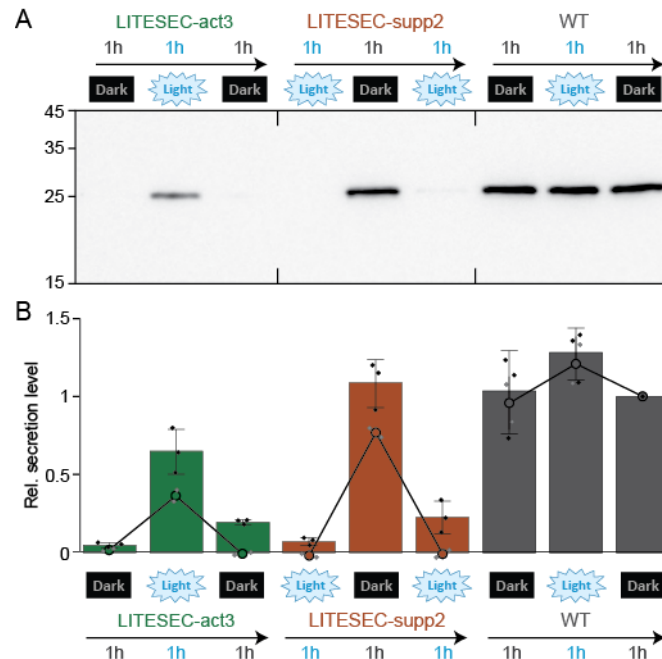 A
LITESEC-act3 LITESEC-supp2 WT
1h 1h 1h 1h 1h 1h 1h 1h 1h
Dark Light Dark Light Dark Light Dark Light Dark
45
35
25
15
B
Rel. secretion level
1.5
1
0.5
0
Dark Light Dark Light Dark Light Dark Light Dark
LITESEC-act3 LITESEC-supp2 WT
1h 1h 1h 1h 1h 1h 1h 1h 1h